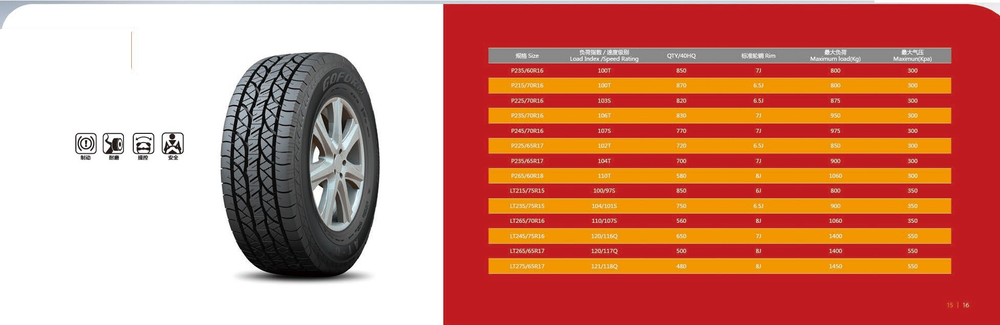 制动
耐磨
操控
安全
GOFORM
规格 Size 负荷指数 / 速度级别 Load Index /Speed Rating QTY/40HQ 标准轮辋 Rim 最大负荷 Maximum load(Kg) 最大气压 Maximun(Kpa)
P235/60R16 100T 850 7J 800 300
P215/70R16 100T 870 6.5J 800 300
P225/70R16 103S 820 6.5J 875 300
P235/70R16 106T 830 7J 950 300
P245/70R16 107S 770 7J 975 300
P225/65R17 102T 720 6.5J 850 300
P235/65R17 104T 700 7J 900 300
P265/60R18 110T 580 8J 1060 300
LT215/75R15 100/97S 850 6J 800 350
LT235/75R15 104/101S 750 6.5J 900 350
LT265/70R16 110/107S 560 8J 1060 350
LT245/75R16 120/116Q 650 7J 1400 550
LT265/65R17 120/117Q 500 8J 1400 550
LT275/65R17 121/118Q 480 8J 1450 550
15 | 16